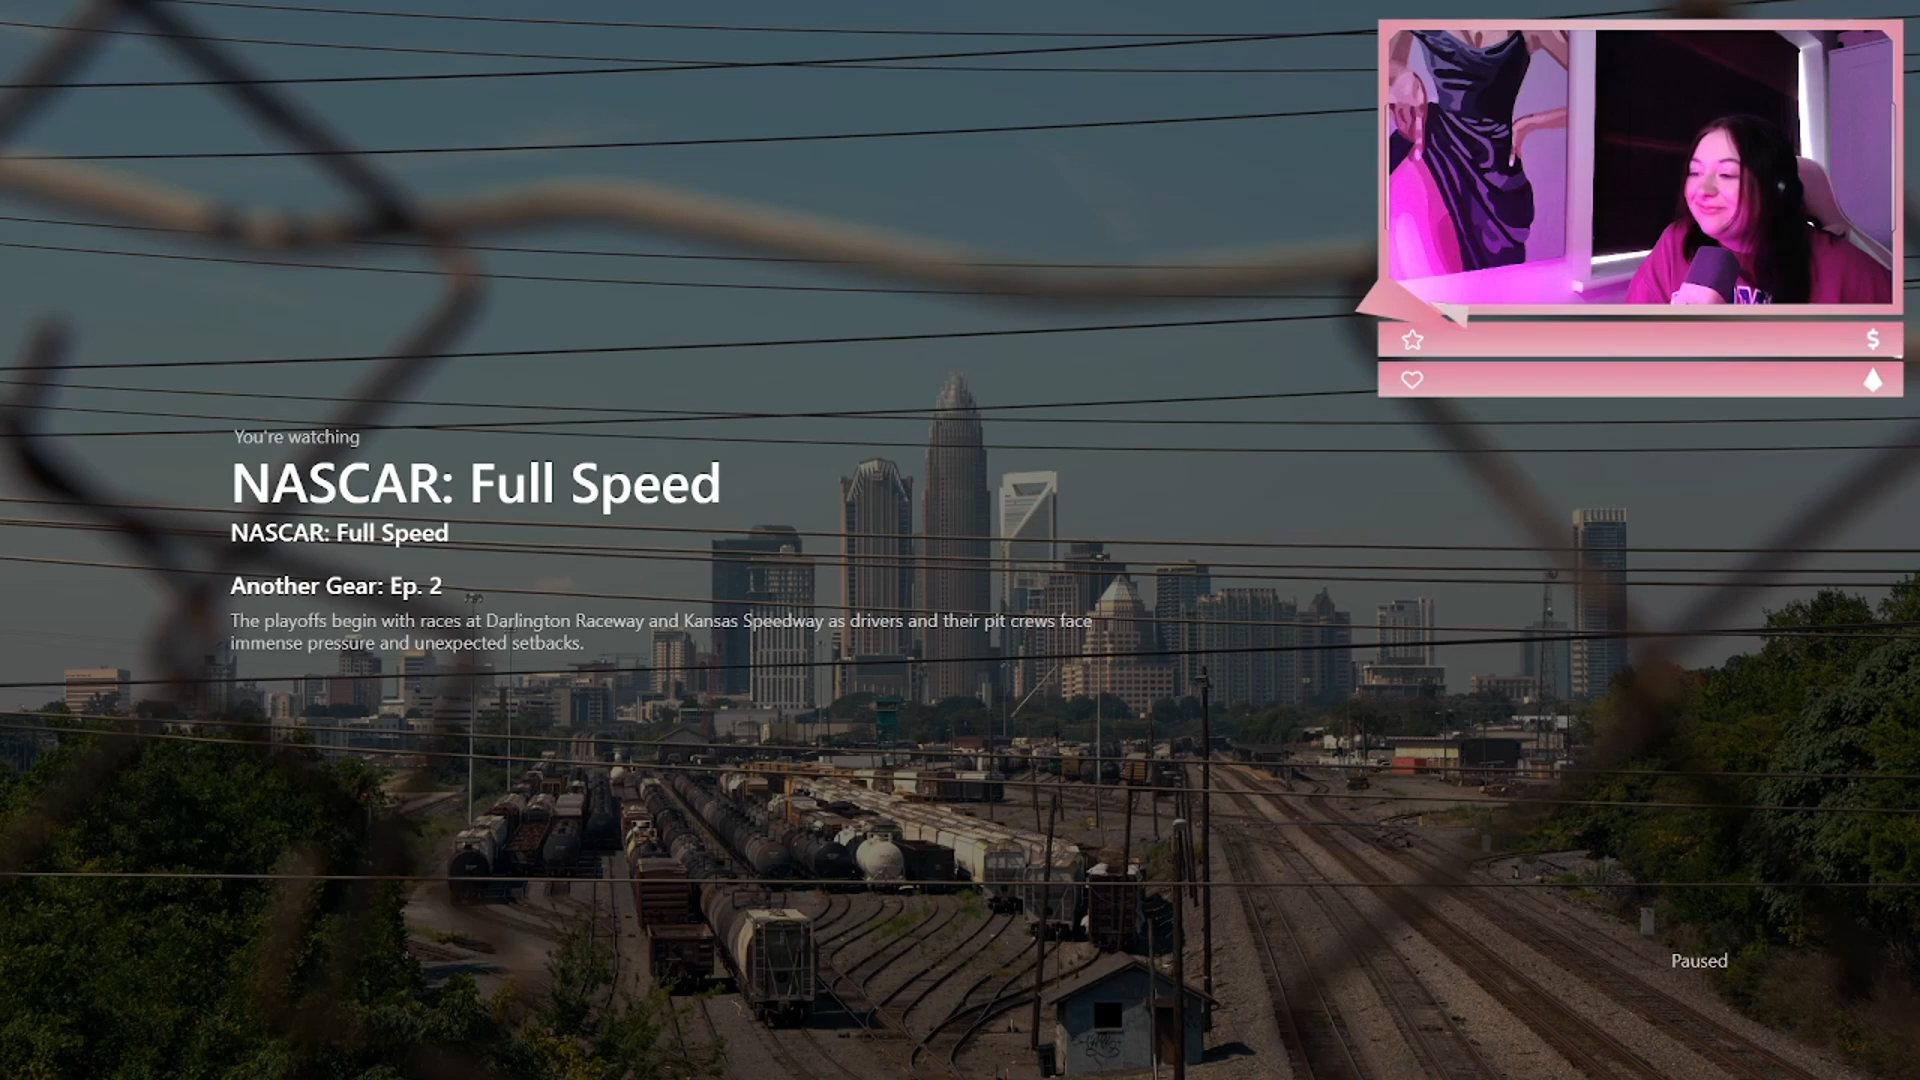 You're watching
NASCAR: Full Speed
NASCAR: Full Speed
Another Gear: Ep. 2
The playoffs begin with races at Darlington Raceway and Kansas Speedway as drivers and their pit crews face
immense pressure and unexpected setbacks.
$
Paused